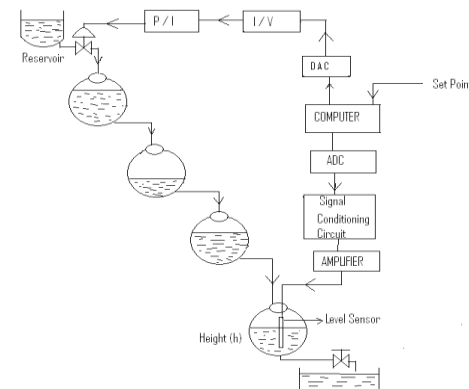 P / I
I / V
Reservoir
DAC
Set Poin
COMPUTER
ADC
Signal
Conditioning
Circuit
AMPLIFIER
Level Sensor
Height (h)